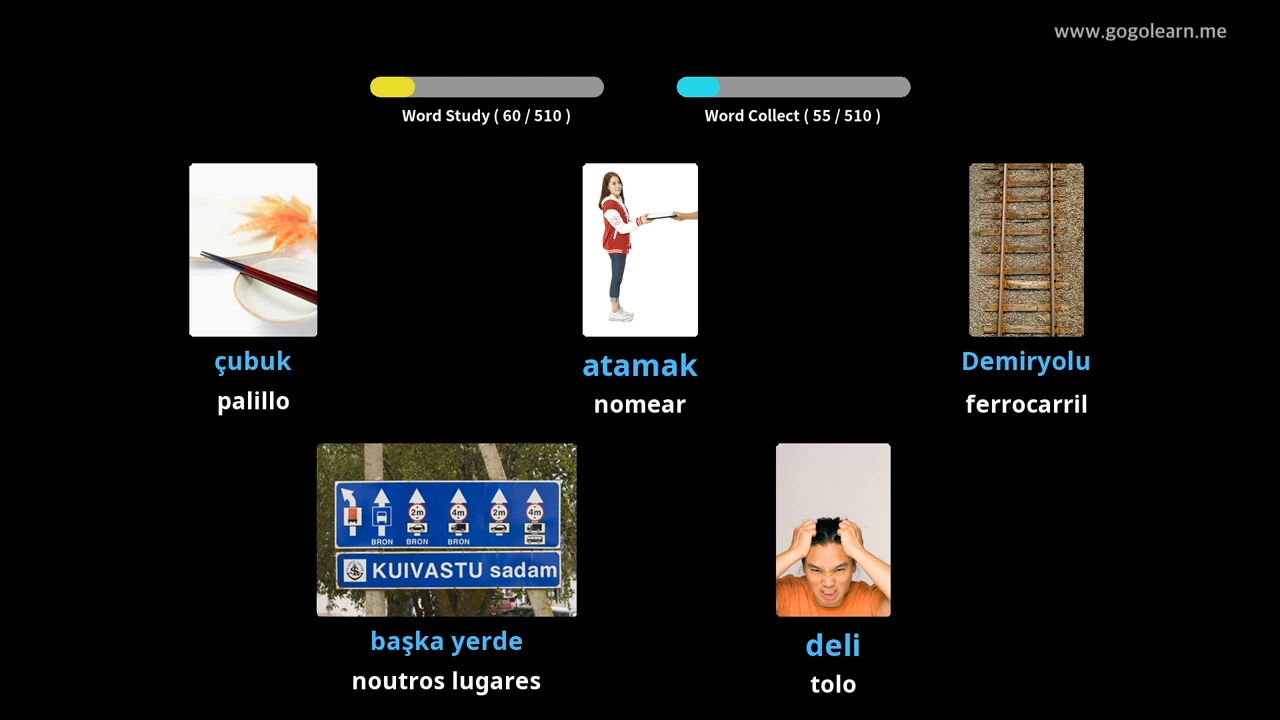 www.gogolearn.me
Word Study ( 60 / 510 )
Word Collect ( 55 / 510 )
çubuk
palillo
atamak
nomear
Demiryolu
ferrocarril
2m
4m
2m
4m
BRON
BRON
BRON
KUIVASTU sadam
başka yerde
noutros lugares
deli
tolo